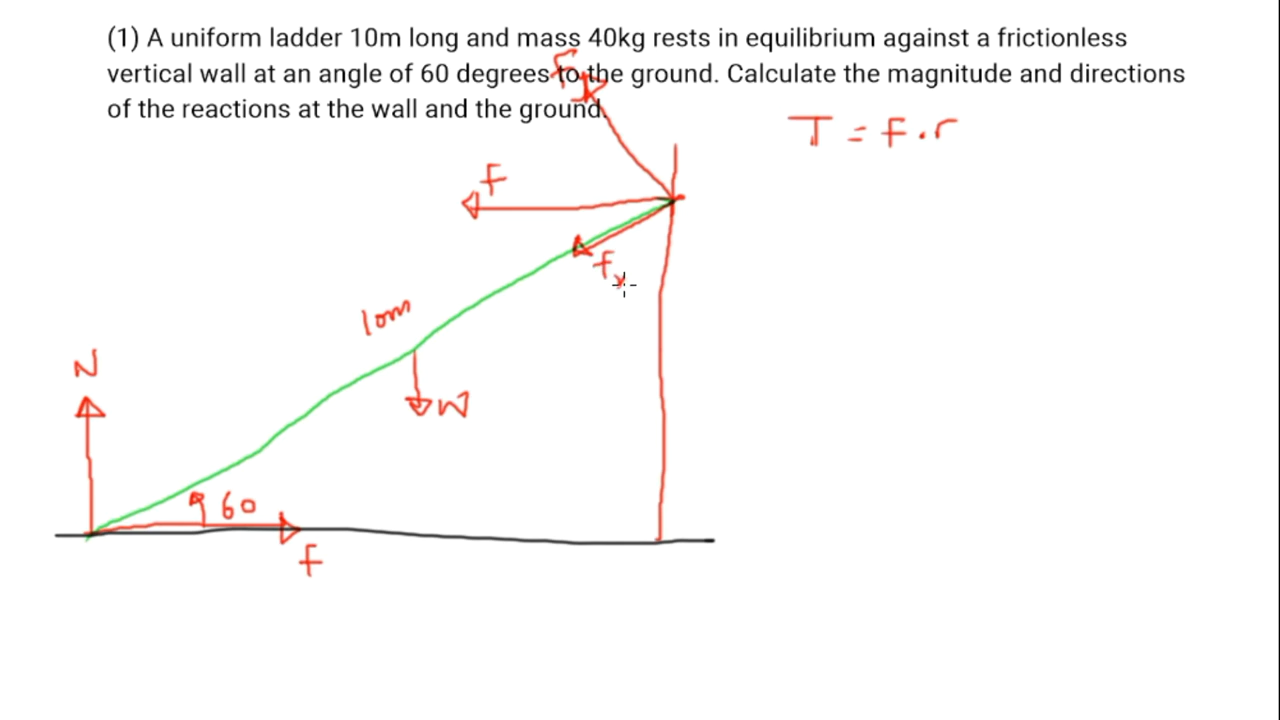 (1) A uniform ladder 10m long and mass 40kg rests in equilibrium against a frictionless
vertical wall at an angle of 60 degrees to the ground. Calculate the magnitude and directions
of the reactions at the wall and the ground.
T = F.r
F
F
fx
10m
N
W
60
f